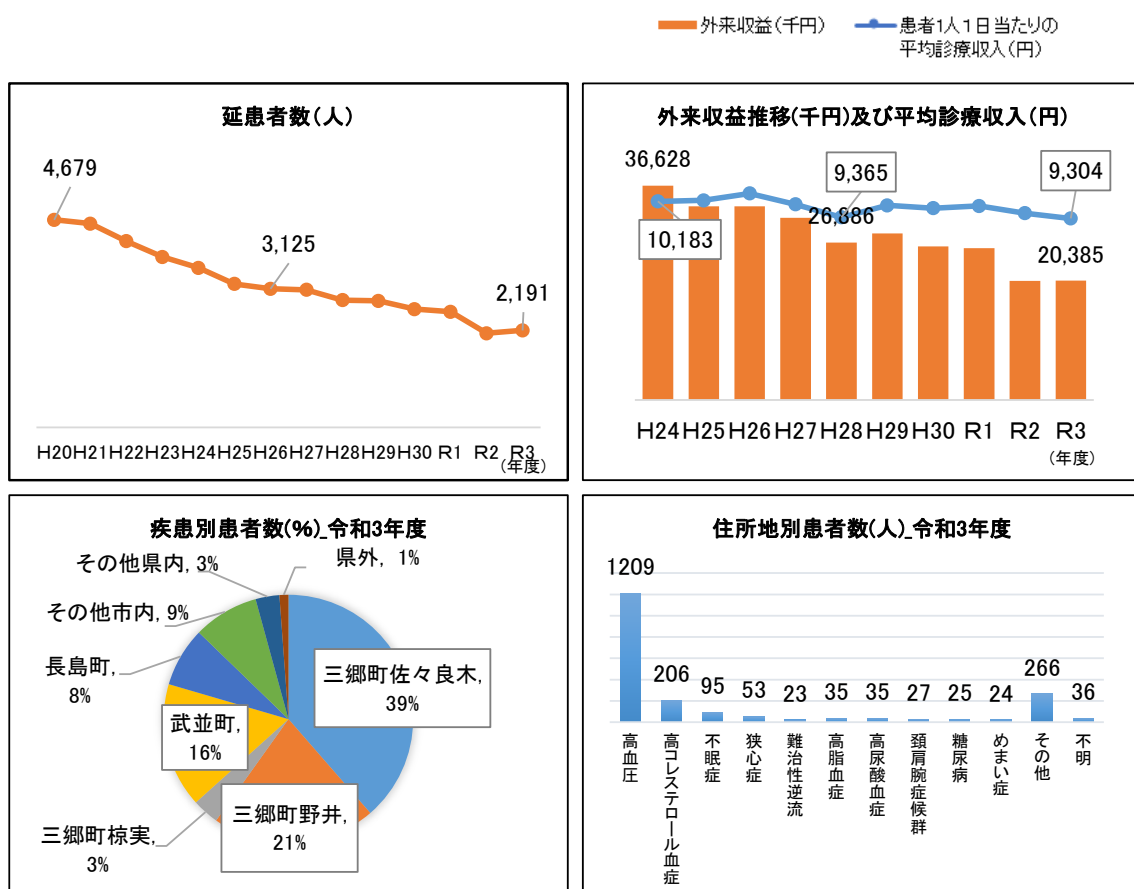 外来収益(千円)
患者1人1日当たりの
平均診療収入(円)
延患者数(人)
4,679
3,125
2,191
H20 H21 H22 H23 H24 H25 H26 H27 H28 H29 H30 R1 R2 R3
(年度)
外来収益推移(千円)及び平均診療収入(円)
36,628
9,365
9,304
26,886
10,183
20,385
H24 H25 H26 H27 H28 H29 H30 R1 R2 R3
(年度)
疾患別患者数(%)_令和3年度
その他県内, 3%
県外, 1%
その他市内, 9%
長島町,
8%
三郷町佐々良木,
39%
武並町,
16%
三郷町野井,
21%
三郷町椋実,
3%
住所地別患者数(人)_令和3年度
1209
206
95
53
23
35
35
27
25
24
266
36
高血圧
高コレステロール血症
不眠症
狭心症
難治性逆流
高脂血症
高尿酸血症
頚肩腕症候群
糖尿病
めまい症
その他
不明